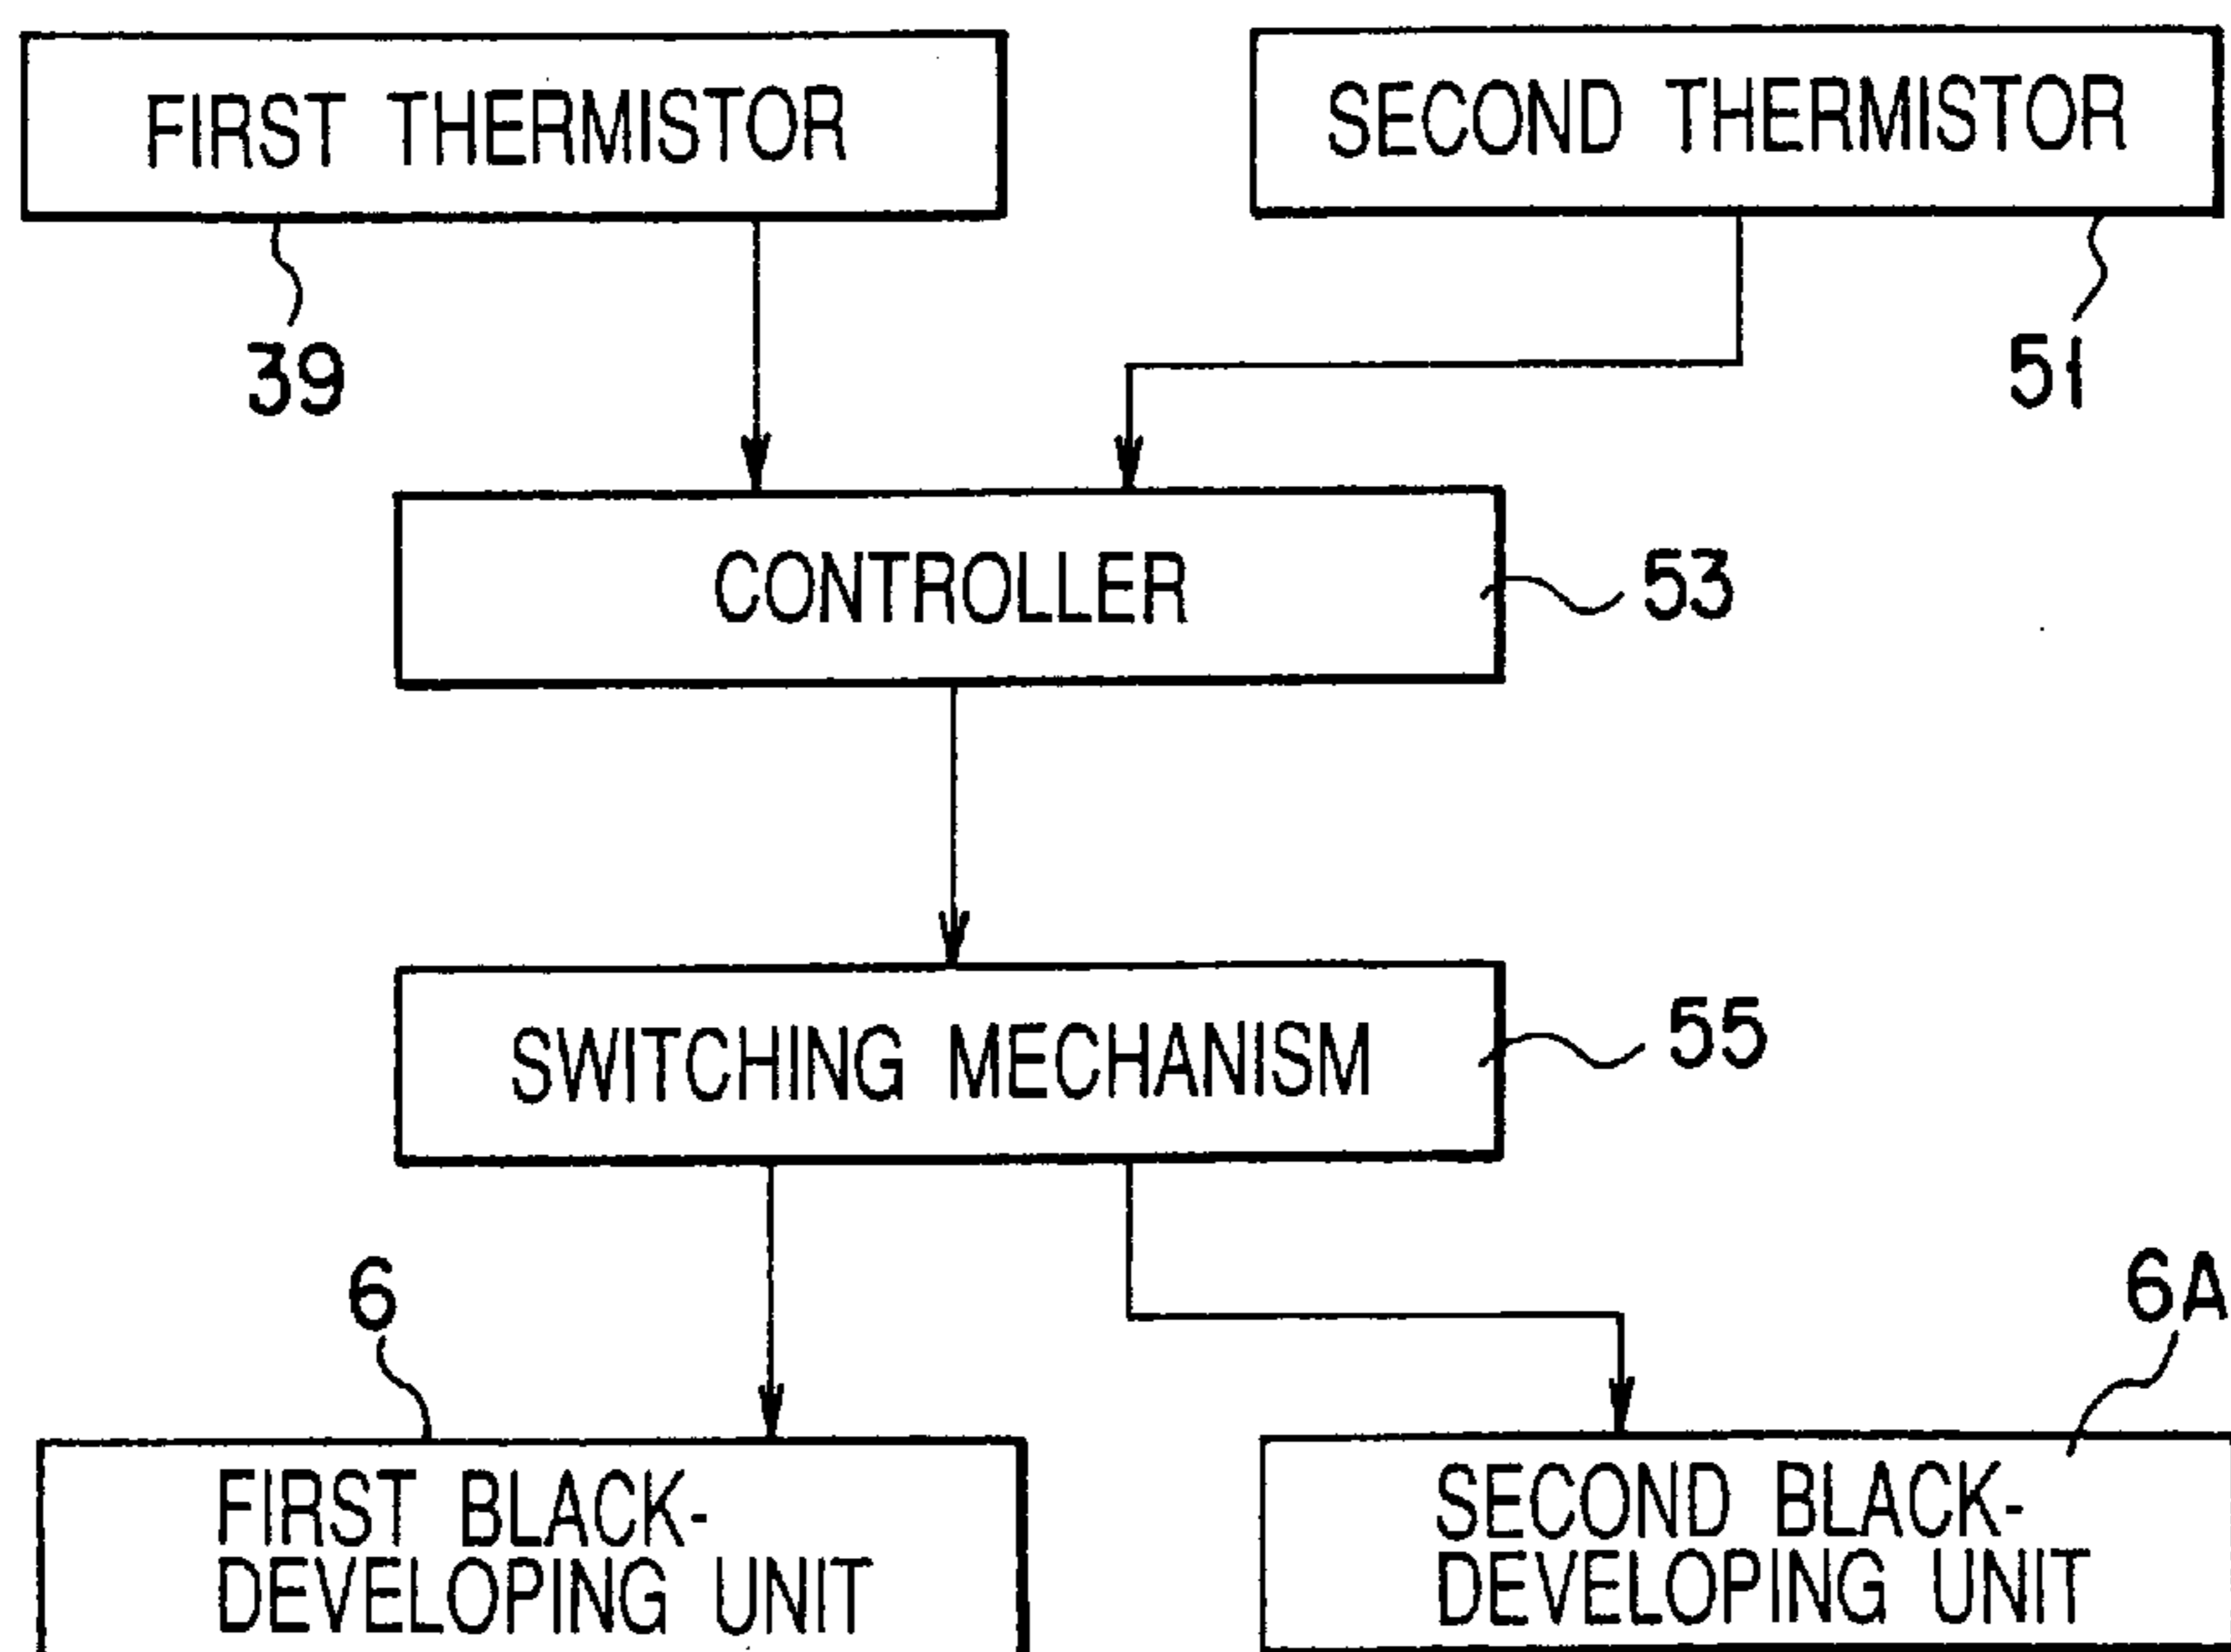 FIRST THERMISTOR
SECOND THERMISTOR
39
51
CONTROLLER
53
SWITCHING MECHANISM
55
6
6A
FIRST BLACK-
DEVELOPING UNIT
SECOND BLACK-
DEVELOPING UNIT